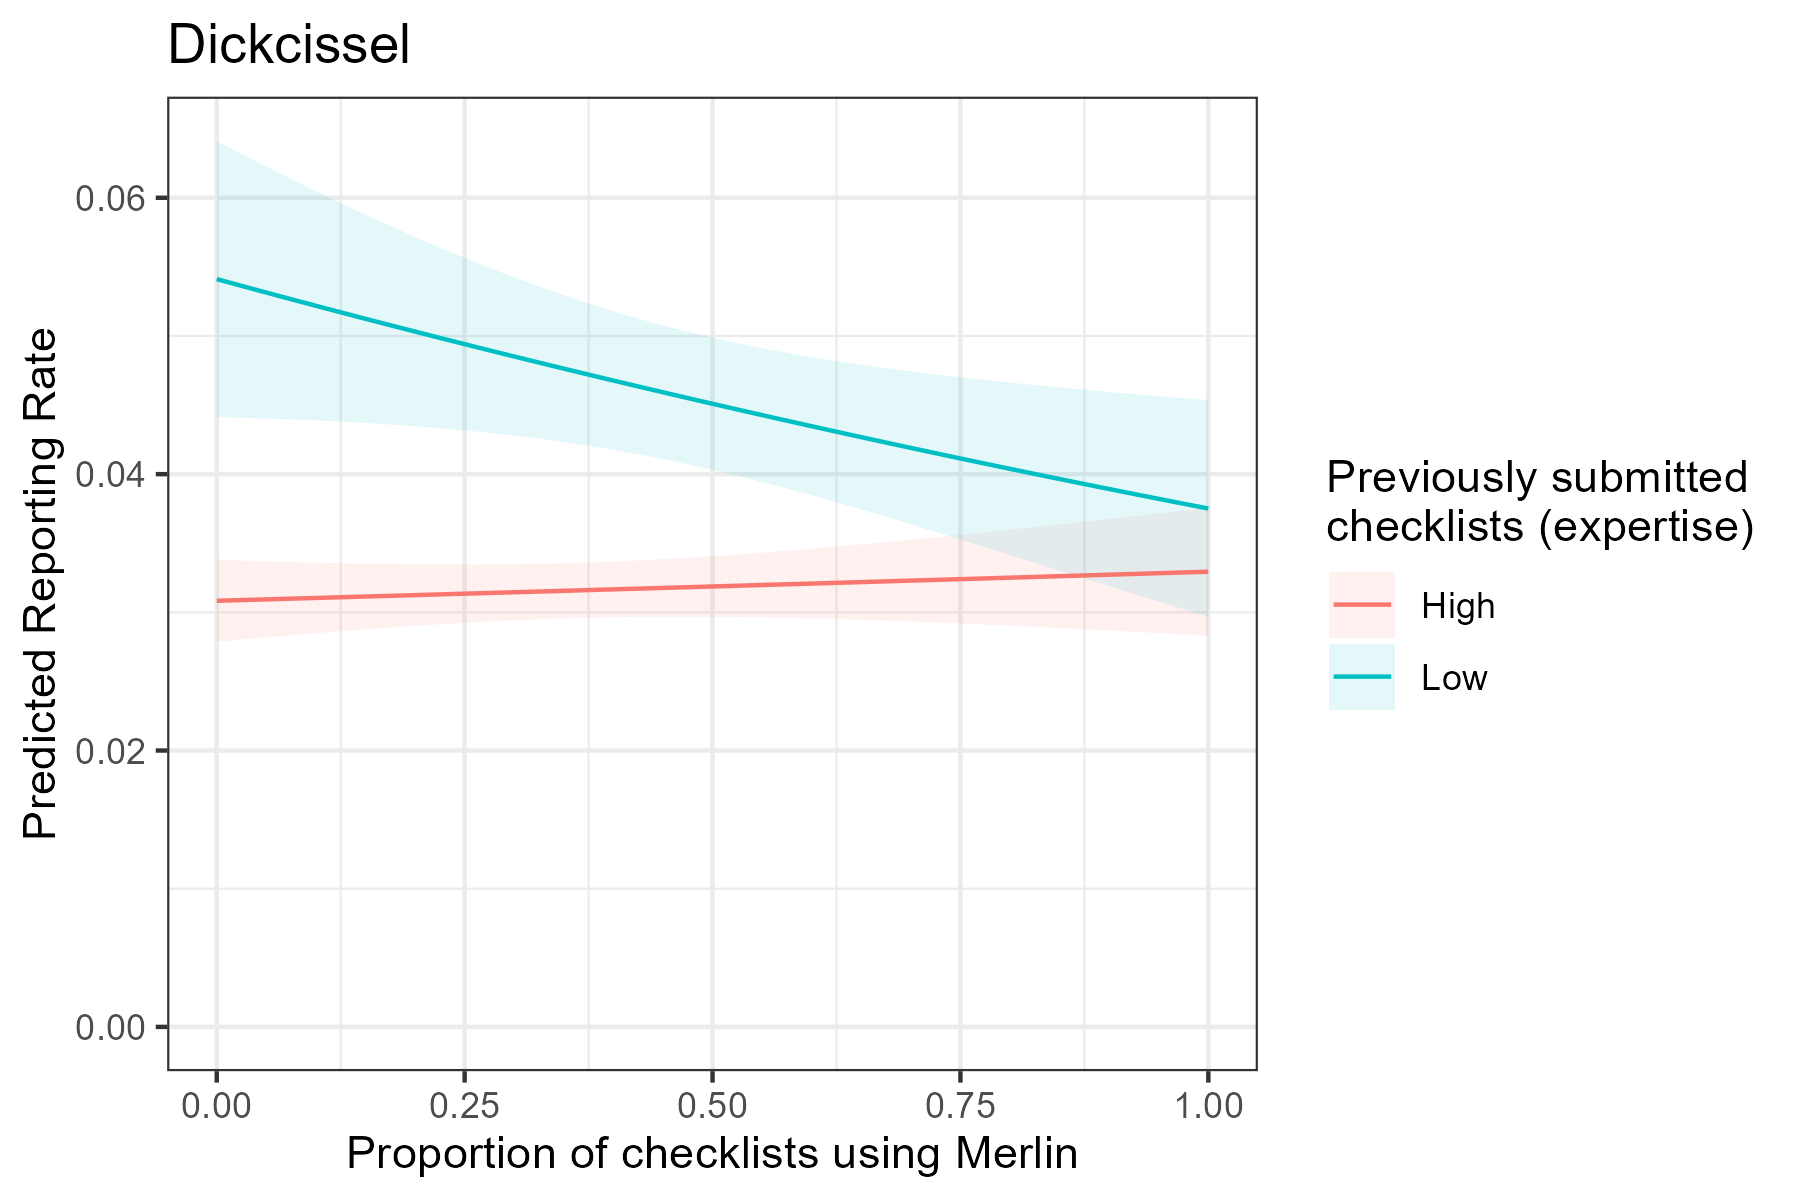 Dickcissel
Predicted Reporting Rate
0.06
0.04
0.02
0.00
0.00 0.25 0.50 0.75 1.00
Proportion of checklists using Merlin
Previously submitted
checklists (expertise)
High
Low